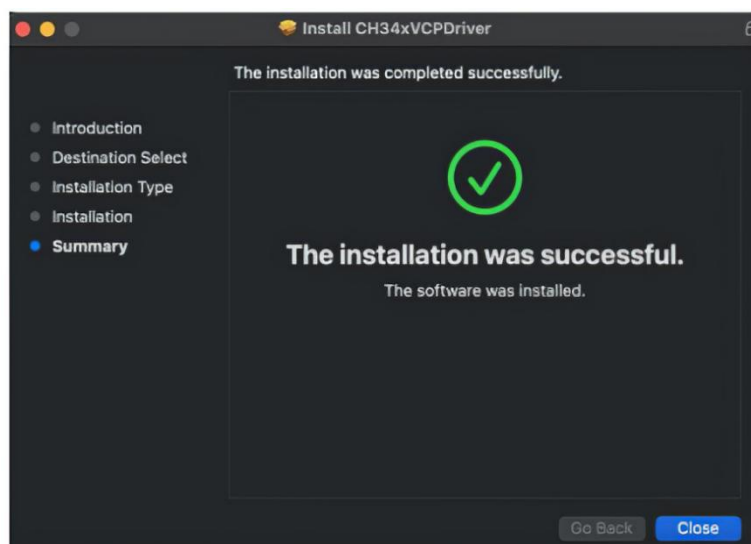 Install CH34xVCPDriver
The installation was completed successfully.
Introduction
Destination Select
Installation Type
Installation
Summary
The installation was successful.
The software was installed.
Go Back
Close